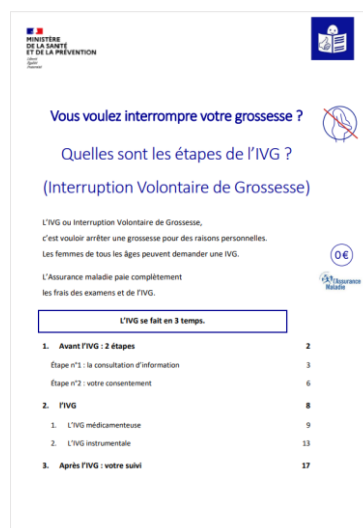 MINISTÈRE
DE LA SANTÉ
ET DE LA PRÉVENTION
Liberté
Égalité
Fraternité
Vous voulez interrompre votre grossesse ?
Quelles sont les étapes de l’IVG ?
(Interruption Volontaire de Grossesse)
L’IVG ou Interruption Volontaire de Grossesse,
c’est vouloir arrêter une grossesse pour des raisons personnelles.
Les femmes de tous les âges peuvent demander une IVG.
0€
L’Assurance maladie paie complètement
les frais des examens et de l’IVG.
l'Assurance
Maladie
L’IVG se fait en 3 temps.
1. Avant l’IVG : 2 étapes 2
Étape n°1 : la consultation d’information 3
Étape n°2 : votre consentement 6
2. l’IVG 8
1. L’IVG médicamenteuse 9
2. L’IVG instrumentale 13
3. Après l’IVG : votre suivi 17